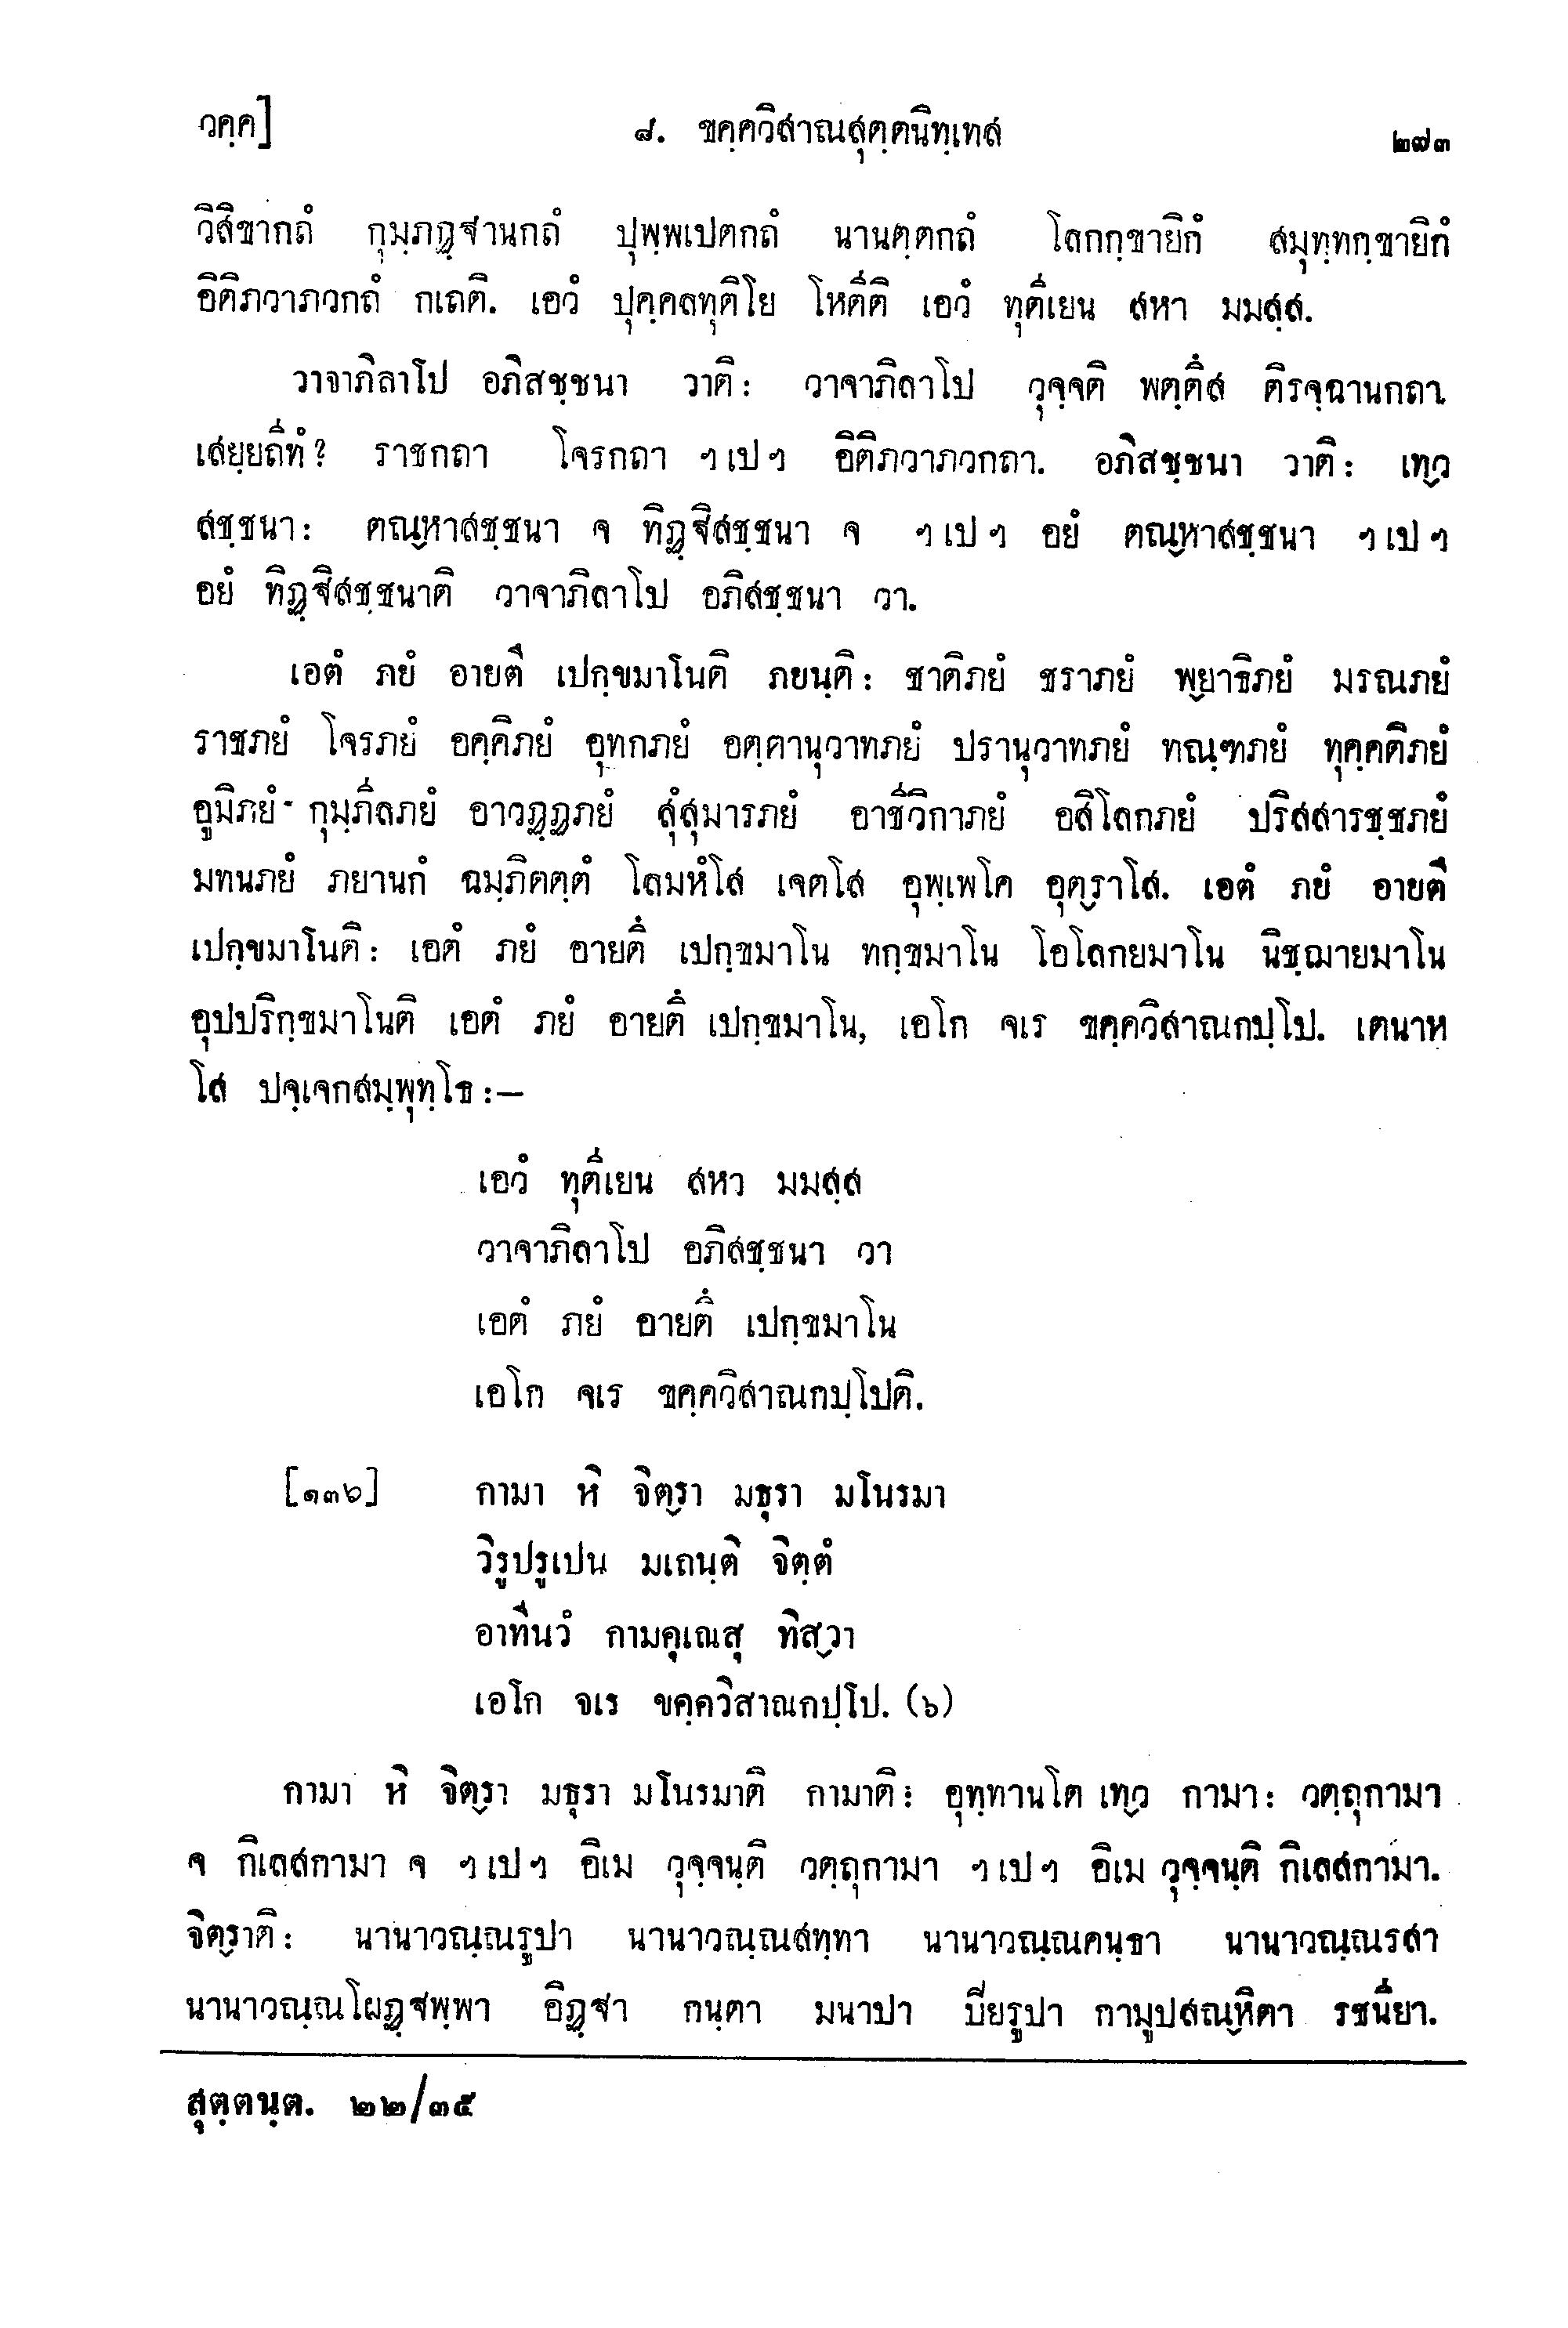 วคฺค]
๘. ขคฺควิสาณสุตฺตนิทฺเทส
๒๗๓
วิสิขากถํ กุมฺภฏฺฐานกถํ ปุพฺพเปตกถํ นานตฺตกถํ โลกกฺขายิกํ สมุทฺทกฺขายิกํ
อิติภวาภวกถํ กเถติ. เอวํ ปุคฺคลทุติโย โหตีติ เอวํ ทุตีเยน สหา มมสฺส.
วาจาภิลาโป อภิสชฺชนา วาติ: วาจาภิลาโป วุจฺจติ พตฺตึส ติรจฺฉานกถา
เสยฺยถีทํ? ราชกถา โจรกถา ฯเปฯ อิติภวาภวกถา. อภิสชฺชนา วาติ: เทฺว
สชฺชนา: ตณฺหาสชฺชนา จ ทิฏฺฐิสชฺชนา จ ฯเปฯ อยํ ตณฺหาสชฺชนา ฯเปฯ
อยํ ทิฏฺฐิสชฺชนาติ วาจาภิลาโป อภิสชฺชนา วา.
เอตํ ภยํ อายตึ เปกฺขมาโนติ ภยนฺติ: ชาติภยํ ชราภยํ พฺยาธิภยํ มรณภยํ
ราชภยํ โจรภยํ อคฺคิภยํ อุทกภยํ อตฺตานุวาทภยํ ปรานุวาทภยํ ทณฺฑภยํ ทุคฺคติภยํ
อูมิภยํ กุมฺภีลภยํ อาวฏฺฏภยํ สุํสุมารภยํ อาชีวิกาภยํ อสิโลกภยํ ปริสสารชฺชภยํ
มทนภยํ ภยานกํ ฉมฺภิตตฺตํ โลมหํโส เจตโส อุพฺเพโค อุตฺราโส. เอตํ ภยํ อายตึ
เปกฺขมาโนติ: เอตํ ภยํ อายตึ เปกฺขมาโน ทกฺขมาโน โอโลกยมาโน นิชฺฌายมาโน
อุปปริกฺขมาโนติ เอตํ ภยํ อายตึ เปกฺขมาโน, เอโก จเร ขคฺควิสาณกปฺโป. เตนาห
โส ปจฺเจกสมฺพุทฺโธ:—
เอวํ ทุตีเยน สหา มมสฺส
วาจาภิลาโป อภิสชฺชนา วา
เอตํ ภยํ อายตึ เปกฺขมาโน
เอโก จเร ขคฺควิสาณกปฺโปติ.
[๑๓๖] กามา หิ จิตฺรา มธุรา มโนรมา
วิรูปรูเปน มเถนฺติ จิตฺตํ
อาทีนวํ กามคุเณสุ ทิสฺวา
เอโก จเร ขคฺควิสาณกปฺโป. (๖)
กามา หิ จิตฺรา มธุรา มโนรมาติ กามาติ: อุทฺทานโต เทฺว กามา: วตฺถุกามา
จ กิเลสกามา จ ฯเปฯ อิเม วุจฺจนฺติ วตฺถุกามา ฯเปฯ อิเม วุจฺจนฺติ กิเลสกามา.
จิตฺราติ: นานาวณฺณรูปา นานาวณฺณสทฺทา นานาวณฺณคนฺธา นานาวณฺณรสา
นานาวณฺณโผฏฺฐพฺพา อิฏฺฐา กนฺตา มนาปา ปิยรูปา กามูปสณฺหิตา รชนียา.
สุตฺตนฺต. ๒๒/๓๕